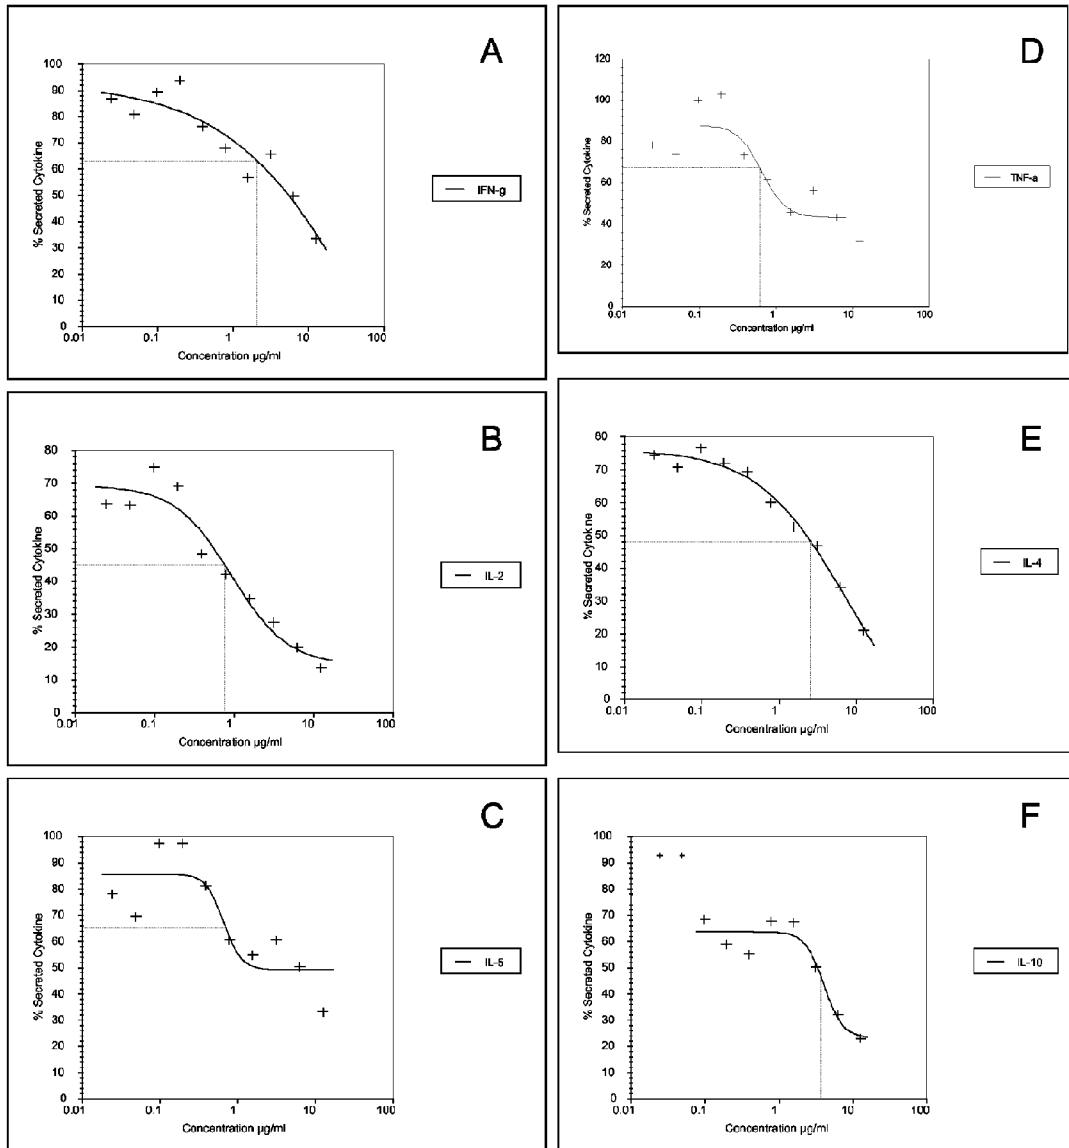 A
% Secreted Cytokine
100
90
80
70
60
50
40
30
20
10
0
0.01 0.1 1 10 100
Concentration µg/ml
IFN-g
D
% Secreted Cytokine
120
100
80
60
40
20
0
0.01 0.1 1 10 100
Concentration µg/ml
TNF-a
B
% Secreted Cytokine
80
70
60
50
40
30
20
10
0
0.01 0.1 1 10 100
Concentration µg/ml
IL-2
E
% Secreted Cytokine
80
70
60
50
40
30
20
10
0
0.01 0.1 1 10 100
Concentration µg/ml
IL-4
C
% Secreted Cytokine
100
90
80
70
60
50
40
30
20
10
0
0.01 0.1 1 10 100
Concentration µg/ml
IL-5
F
% Secreted Cytokine
100
90
80
70
60
50
40
30
20
10
0
0.01 0.1 1 10 100
Concentration µg/ml
IL-10